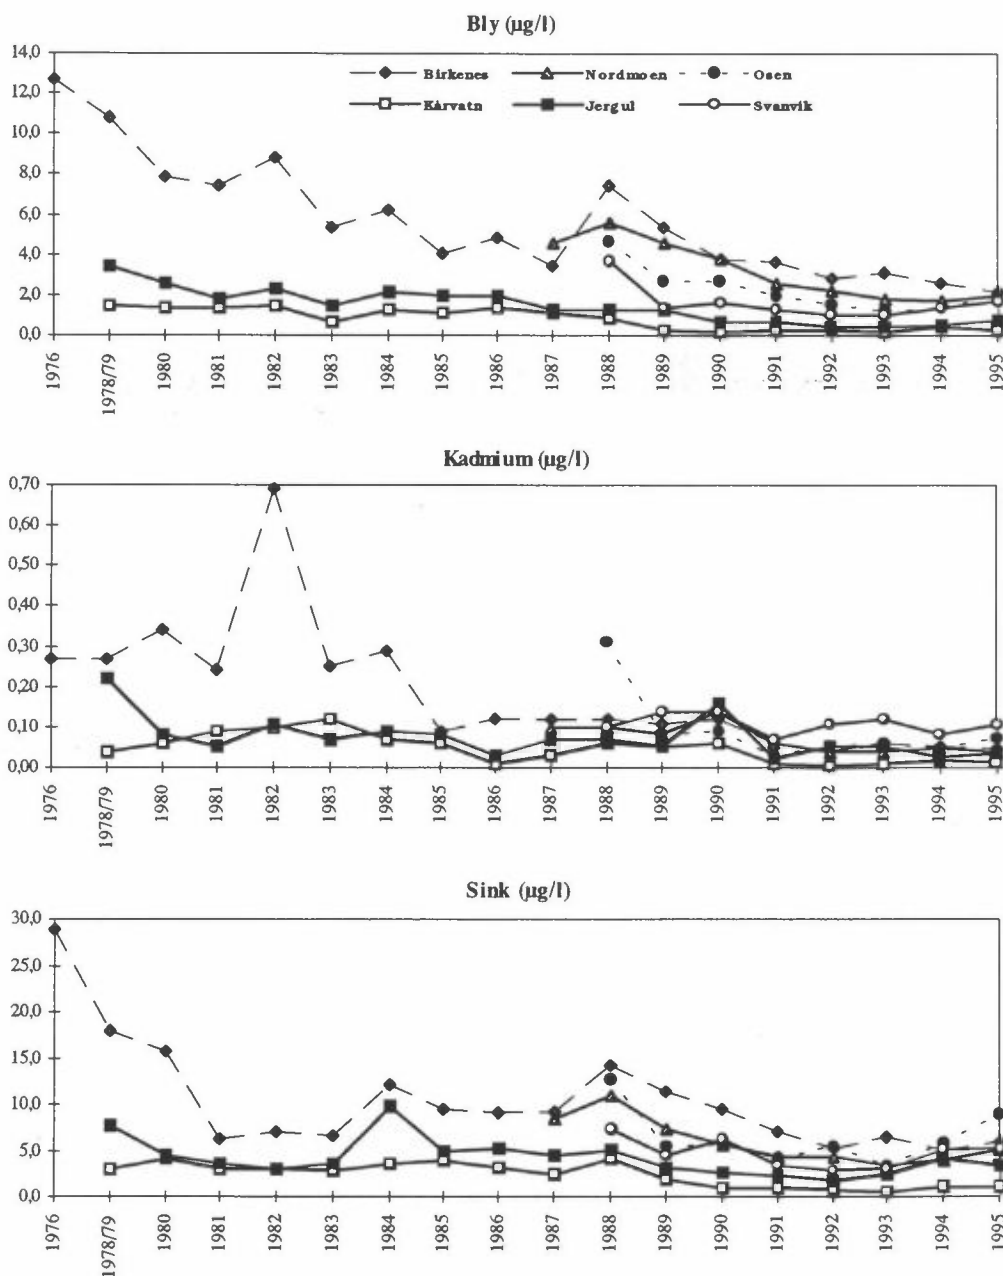 Bly (µg/l)
14,0
12,0
10,0
8,0
6,0
4,0
2,0
0,0
Birkenes Nordmoen Osen
Kårvatn Jergul Svanvik
1976 1978/79 1980 1981 1982 1983 1984 1985 1986 1987 1988 1989 1990 1991 1992 1993 1994 1995
Kadmium (µg/l)
0,70
0,60
0,50
0,40
0,30
0,20
0,10
0,00
1976 1978/79 1980 1981 1982 1983 1984 1985 1986 1987 1988 1989 1990 1991 1992 1993 1994 1995
Sink (µg/l)
30,0
25,0
20,0
15,0
10,0
5,0
0,0
1976 1978/79 1980 1981 1982 1983 1984 1985 1986 1987 1988 1989 1990 1991 1992 1993 1994 1995